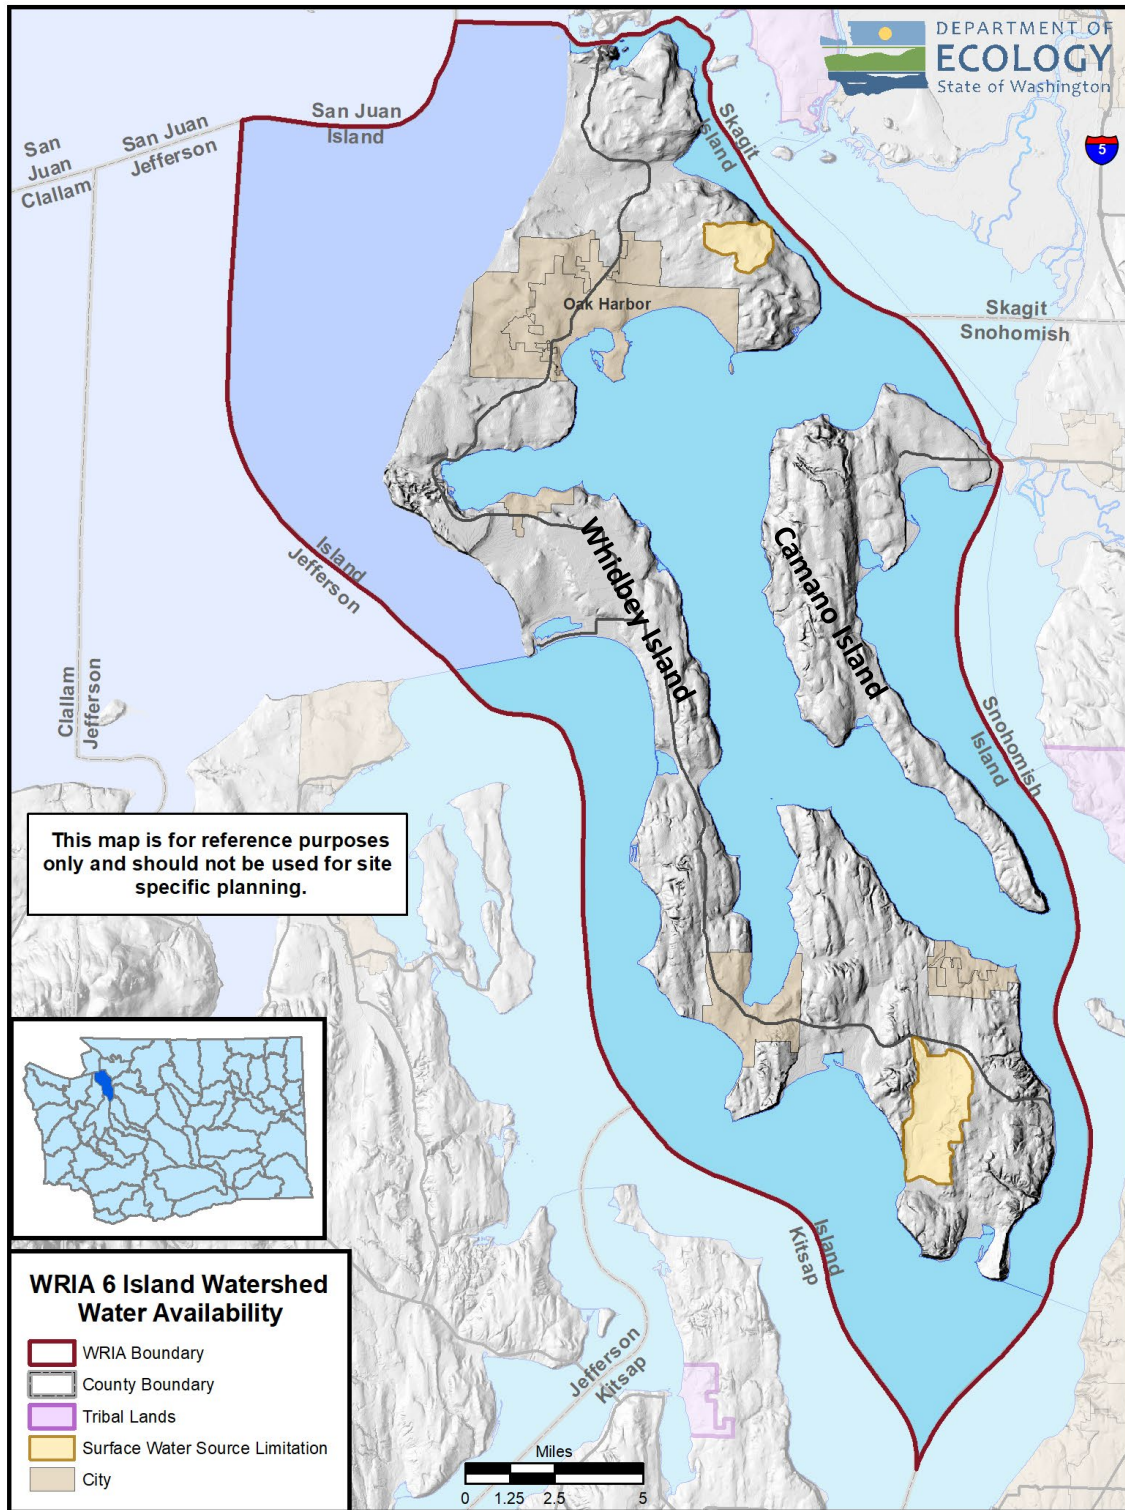 DEPARTMENT OF
ECOLOGY
State of Washington
5
San Juan
Island
San Juan
Jefferson
San
Juan
Clallam
Skagit
Island
Oak Harbor
Skagit
Snohomish
Island
Jefferson
Whidbey Island
Camano Island
Clallam
Jefferson
Snohomish
Island
This map is for reference purposes
only and should not be used for site
specific planning.
Island
Kitsap
Jefferson
Kitsap
WRIA 6 Island Watershed
Water Availability
WRIA Boundary
County Boundary
Tribal Lands
Surface Water Source Limitation
City
Miles
0 1.25 2.5 5